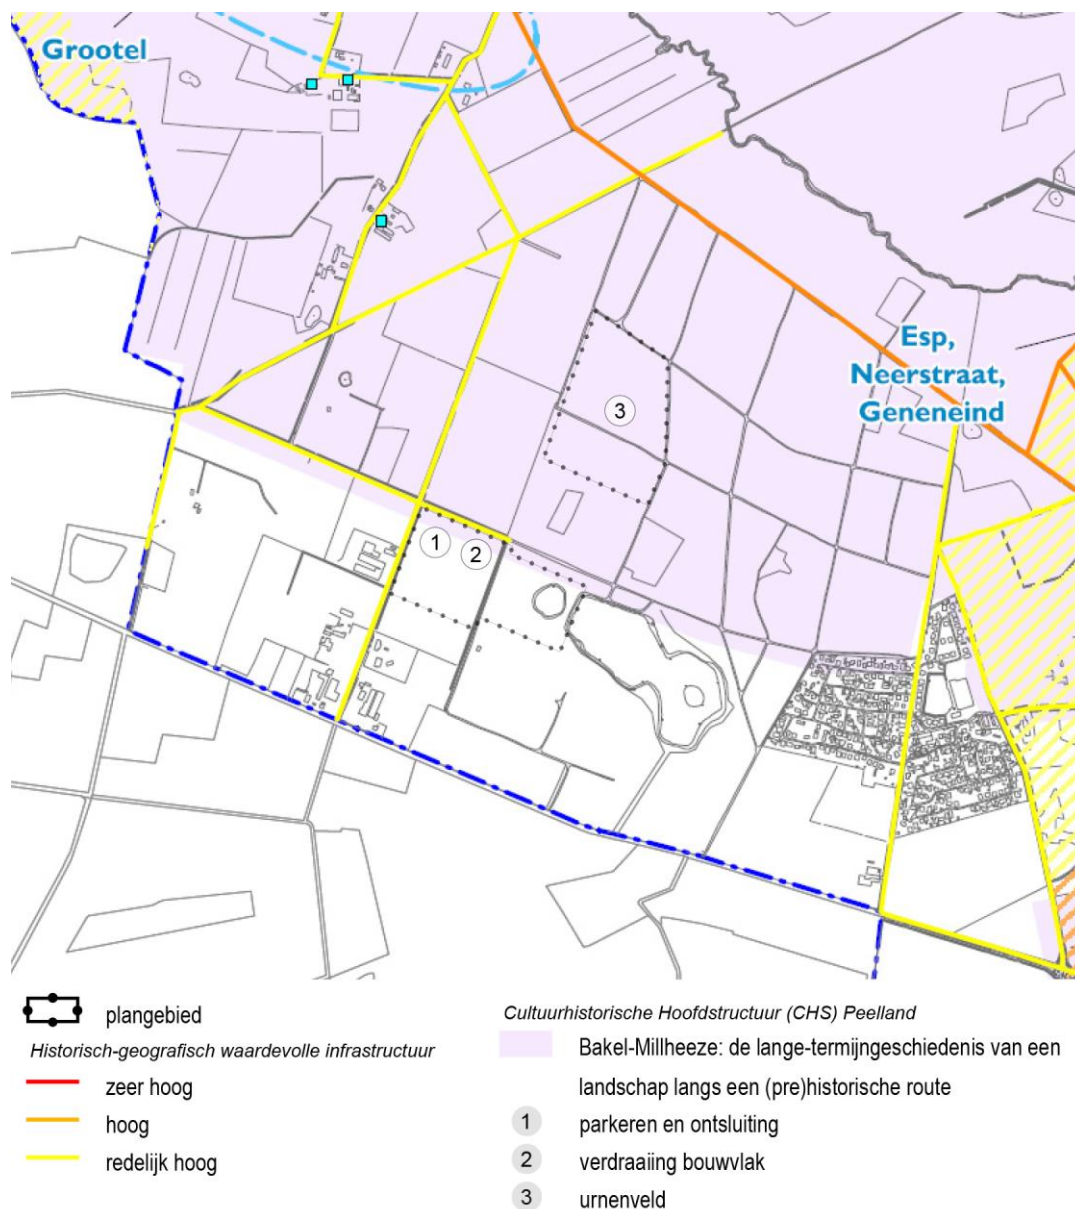 Grootel
Esp,
Neerstraat,
Geneneind
3
1
2
plangebied
Historisch-geografisch waardevolle infrastructuur
zeer hoog
hoog
redelijk hoog
Cultuurhistorische Hoofdstructuur (CHS) Peelland
Bakel-Millheeze: de lange-termijngeschiedenis van een
landschap langs een (pre)historische route
1 parkeren en ontsluiting
2 verdraaiing bouwvlak
3 urnenveld